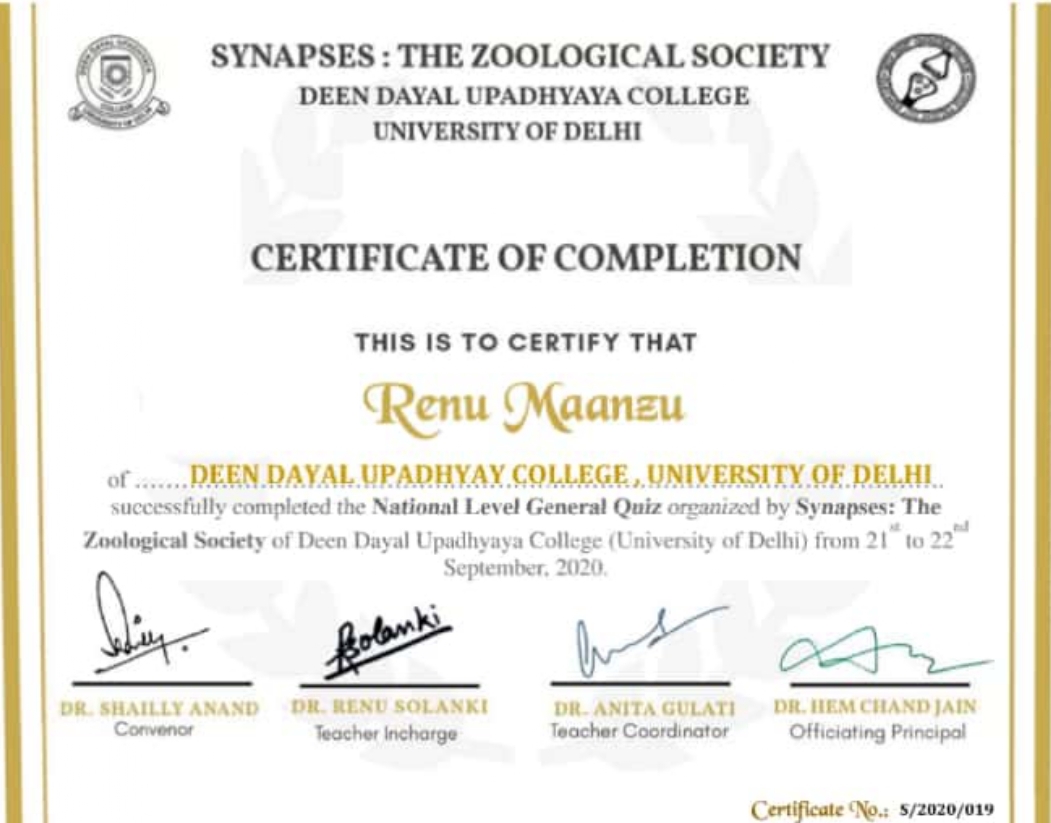 SYNAPSES : THE ZOOLOGICAL SOCIETY
DEEN DAYAL UPADHYAYA COLLEGE
UNIVERSITY OF DELHI
CERTIFICATE OF COMPLETION
THIS IS TO CERTIFY THAT
Renu Maanzu
of ....... DEEN DAYAL UPADHYAY COLLEGE , UNIVERSITY OF DELHI..
successfully completed the National Level General Quiz organized by Synapses: The
Zoological Society of Deen Dayal Upadhyaya College (University of Delhi) from 21st to 22nd
September, 2020.
Solanki
DR. SHAILLY ANAND DR. RENU SOLANKI DR. ANITA GULATI DR. HEM CHAND JAIN
Convenor Teacher Incharge Teacher Coordinator Officiating Principal
Certificate No.: S/2020/019